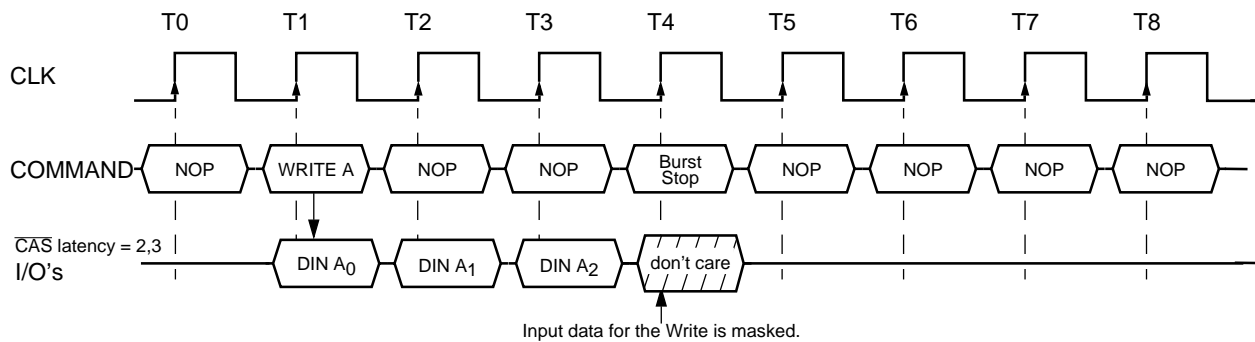 T0 T1 T2 T3 T4 T5 T6 T7 T8
CLK
COMMAND NOP WRITE A NOP NOP Burst Stop NOP NOP NOP NOP
CAS latency = 2,3
I/O's DIN A0 DIN A1 DIN A2 don't care
Input data for the Write is masked.